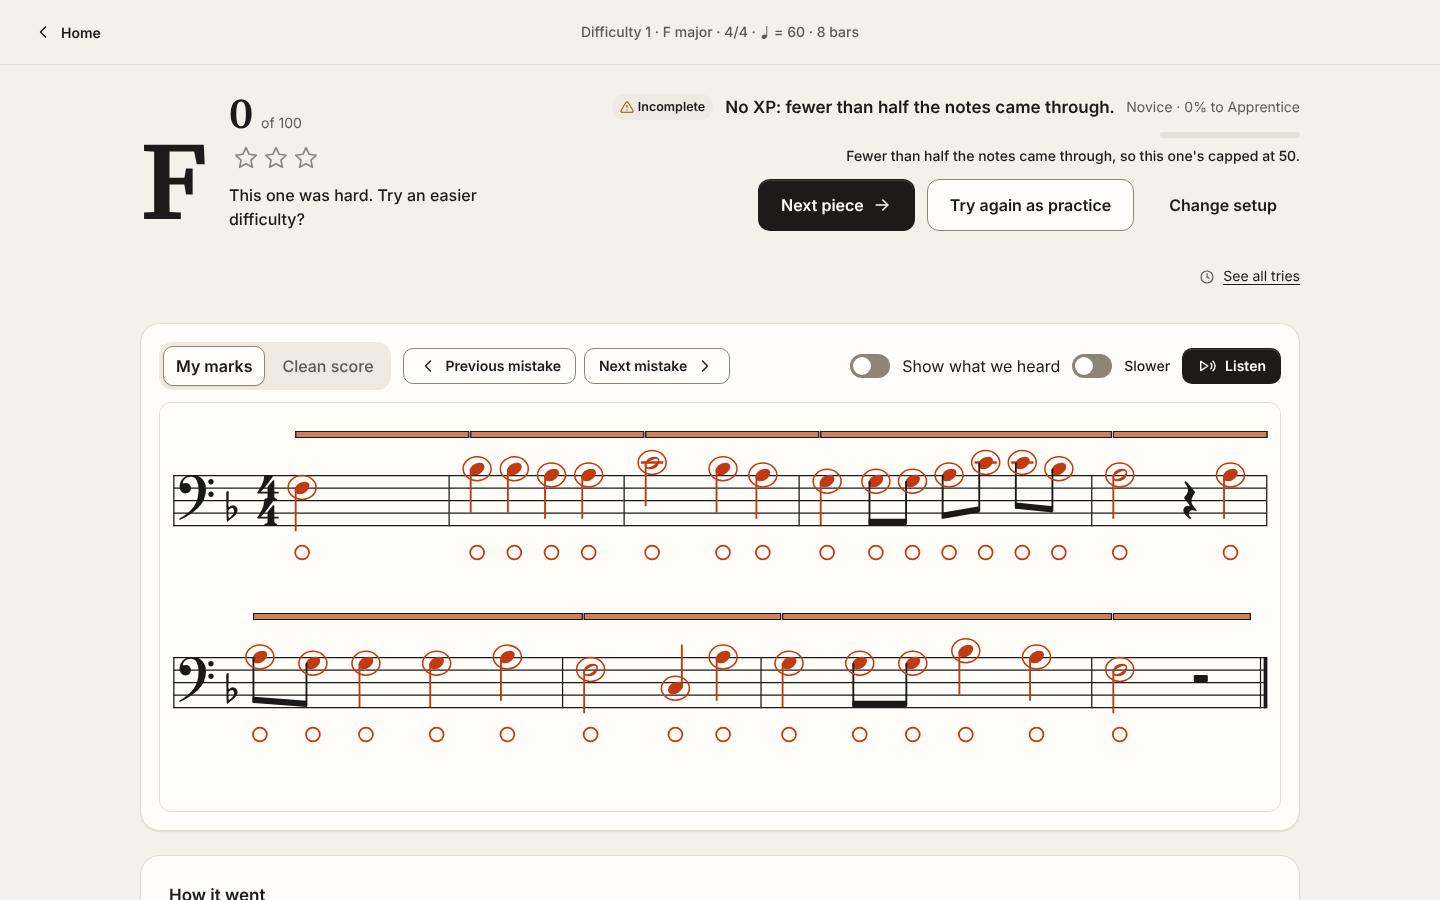 Home
Difficulty 1 · F major · 4/4 · ♩ = 60 · 8 bars
F
0 of 100
This one was hard. Try an easier
difficulty?
Incomplete
No XP: fewer than half the notes came through.
Novice · 0% to Apprentice
Fewer than half the notes came through, so this one's capped at 50.
Next piece
Try again as practice
Change setup
See all tries
My marks
Clean score
Previous mistake
Next mistake
Show what we heard
Slower
Listen
4
4
How it went